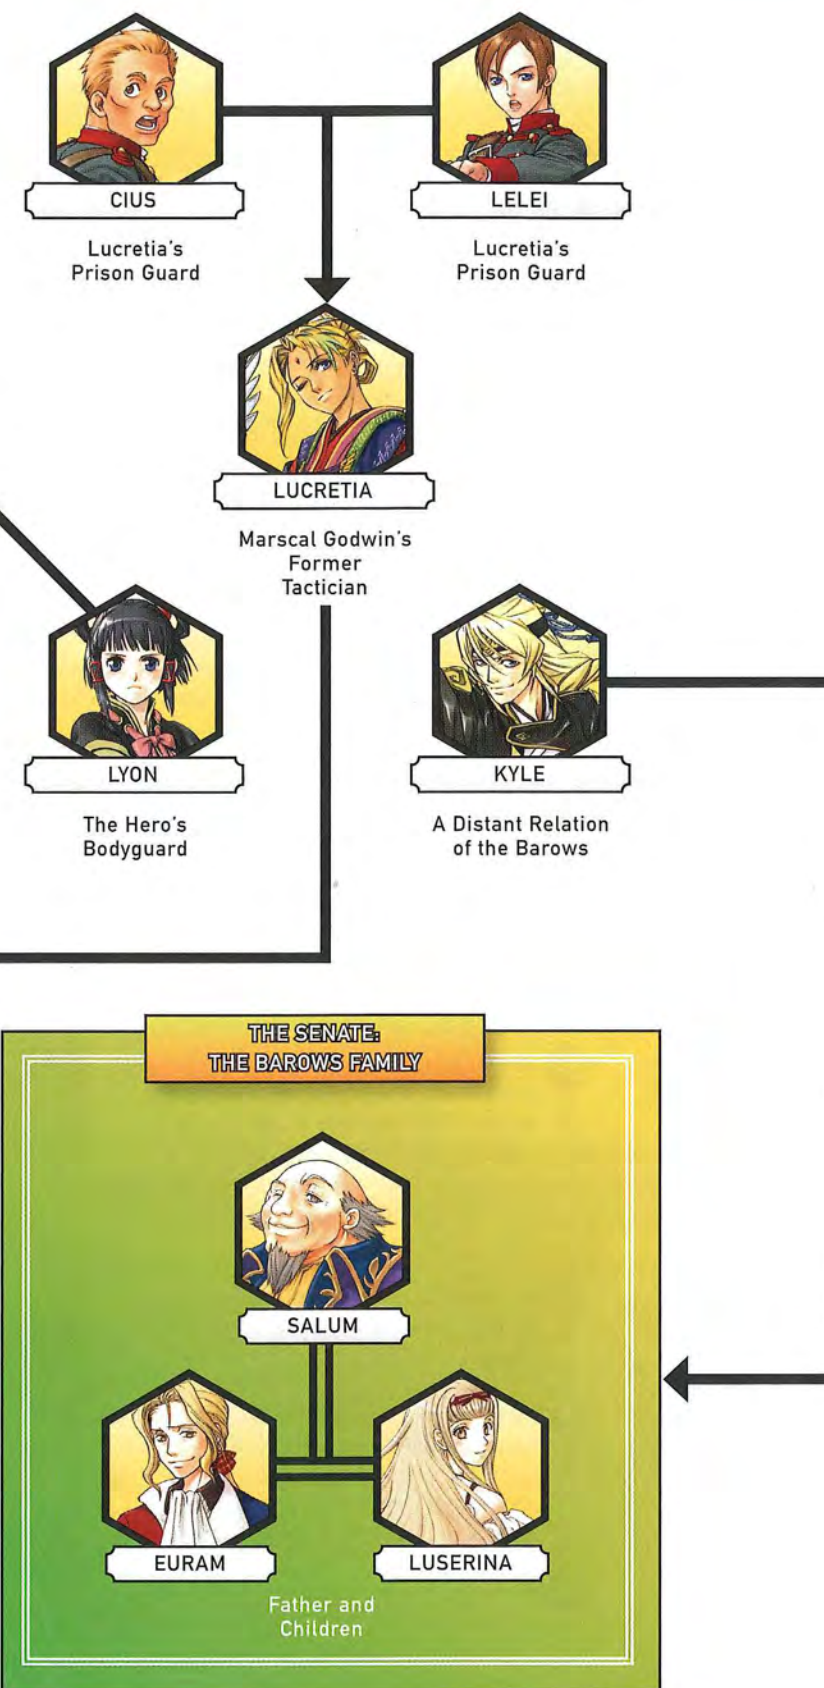 CIUS
Lucretia's
Prison Guard
LELEI
Lucretia's
Prison Guard
LUCRETIA
Marscal Godwin's
Former
Tactician
LYON
The Hero's
Bodyguard
KYLE
A Distant Relation
of the Barows
THE SENATE:
THE BAROWS FAMILY
SALUM
EURAM
LUSERINA
Father and
Children